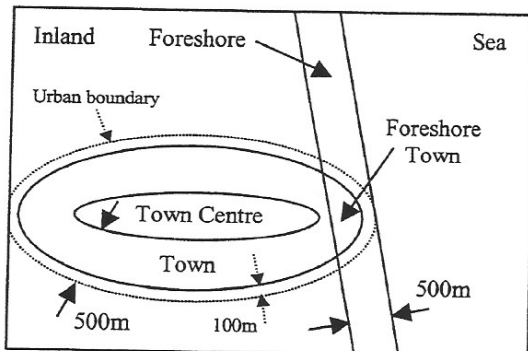 Inland
Foreshore
Sea
Urban boundary
Foreshore
Town
Town Centre
Town
500m
100m
500m